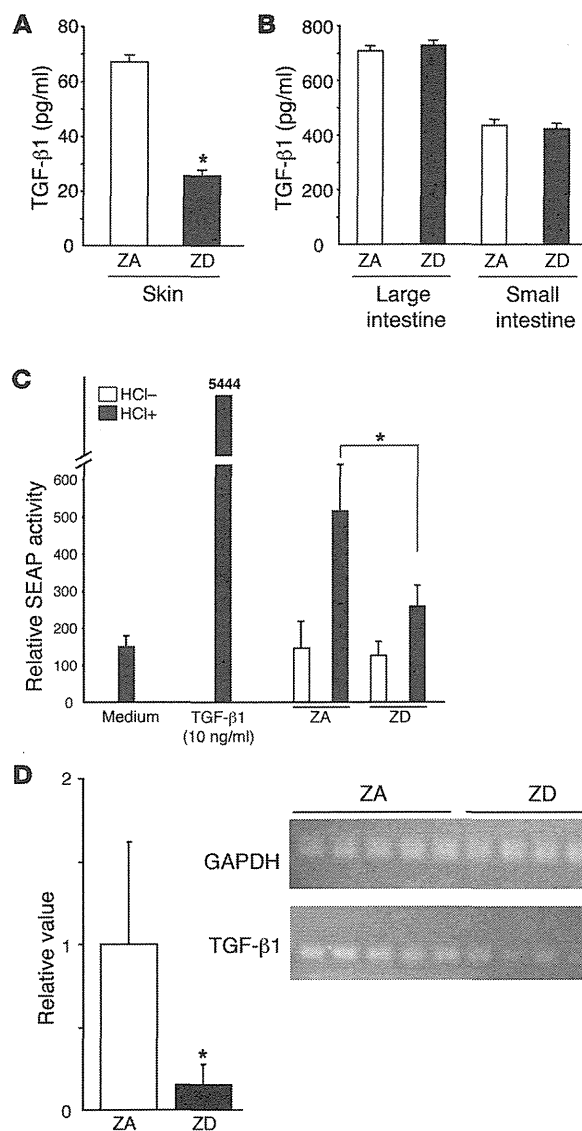 A
TGF-β1 (pg/ml)
80
60
40
20
0
*
ZA ZD
Skin
B
TGF-β1 (pg/ml)
800
600
400
200
0
ZA ZD ZA ZD
Large intestine
Small intestine
C
HCl–
HCl+
5444
*
Relative SEAP activity
600
500
400
300
200
100
0
Medium
TGF-β1
(10 ng/ml)
ZA ZD
D
Relative value
2
1
0
*
ZA ZD
ZA ZD
GAPDH
TGF-β1